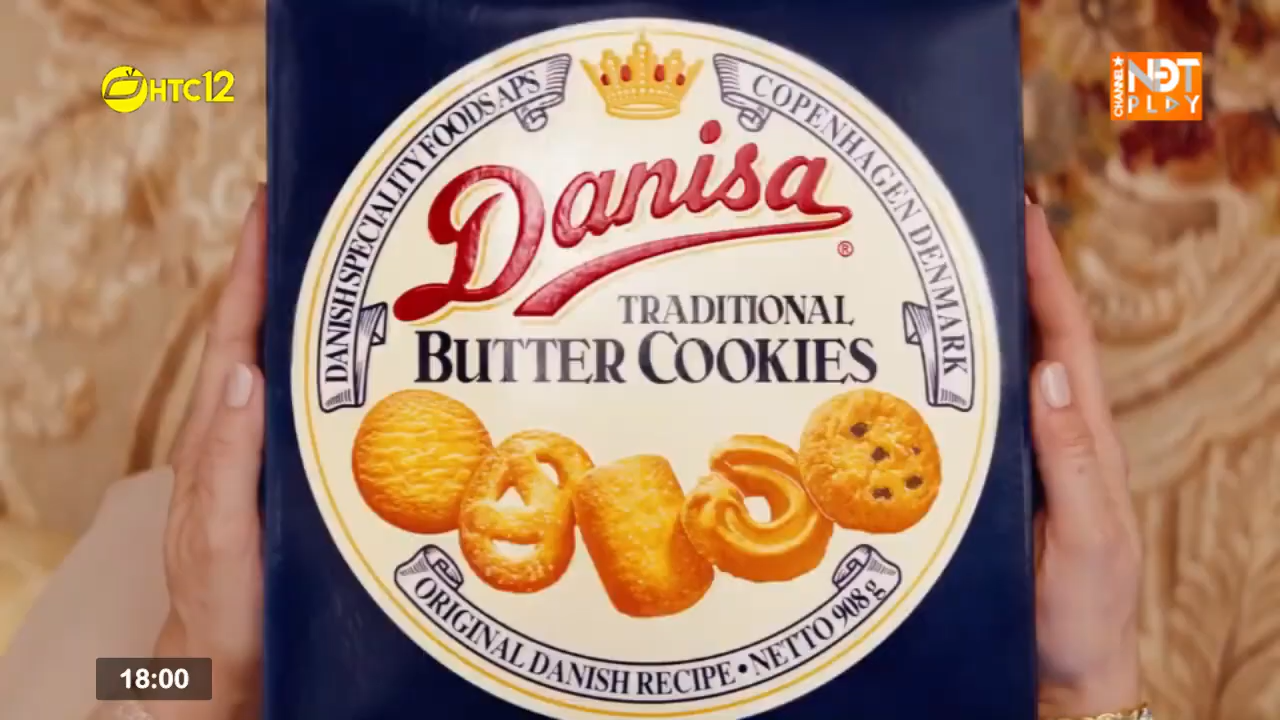 HTC12
CHANNEL
NDT
PLAY
DANISH SPECIALITY FOODS APS
COPENHAGEN DENMARK
Danisa
®
TRADITIONAL
BUTTER COOKIES
ORIGINAL DANISH RECIPE • NETTO 908 g
18:00